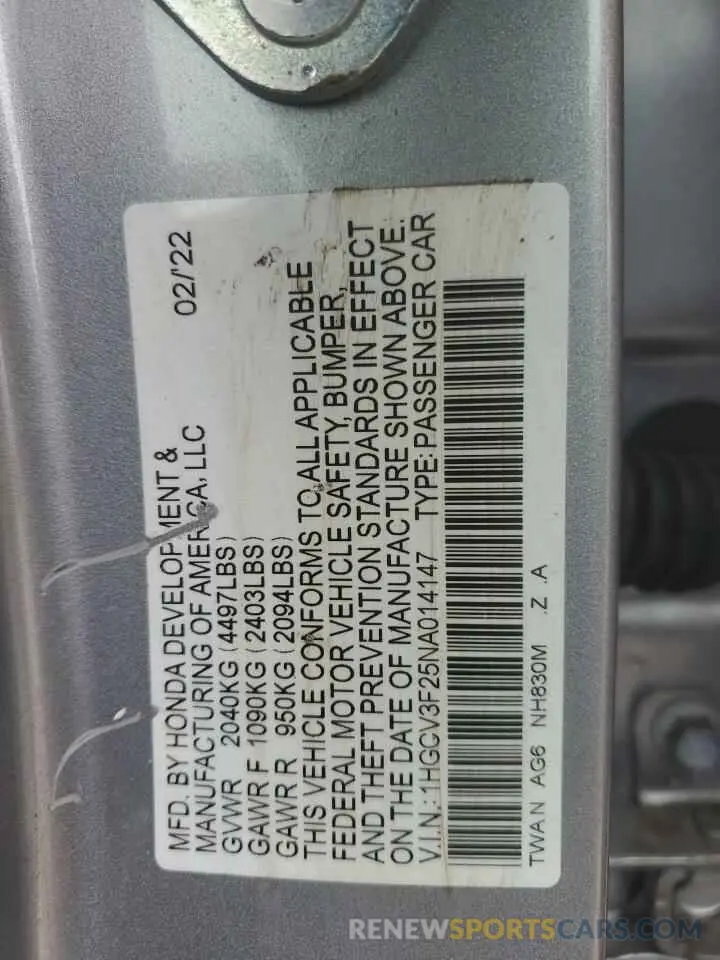 MFD. BY HONDA DEVELOPMENT & 02/'22
MANUFACTURING OF AMERICA, LLC
GVWR 2040KG (4497LBS)
GAWR F 1090KG (2403LBS)
GAWR R 950KG (2094LBS)
THIS VEHICLE CONFORMS TO ALL APPLICABLE
FEDERAL MOTOR VEHICLE SAFETY, BUMPER,
AND THEFT PREVENTION STANDARDS IN EFFECT
ON THE DATE OF MANUFACTURE SHOWN ABOVE.
V.I.N.: 1HGCV3F25NA014147 TYPE: PASSENGER CAR
TWAN AG6 NH830M .Z .A
RENEWSPORTSCARS.COM